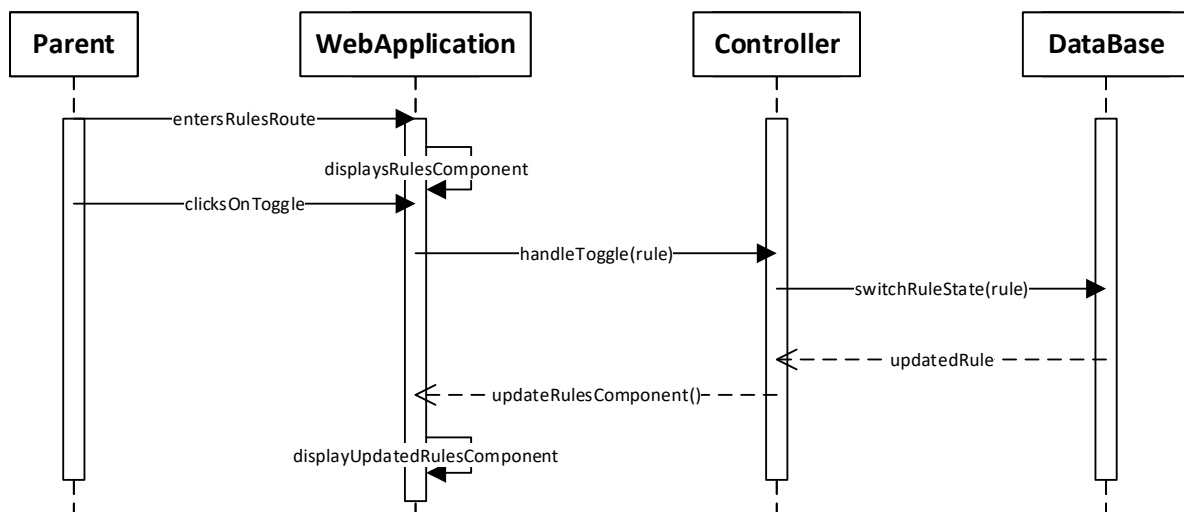 Parent
WebApplication
Controller
DataBase
entersRulesRoute
displaysRulesComponent
clicksOnToggle
handleToggle(rule)
switchRuleState(rule)
updatedRule
updateRulesComponent()
displayUpdatedRulesComponent